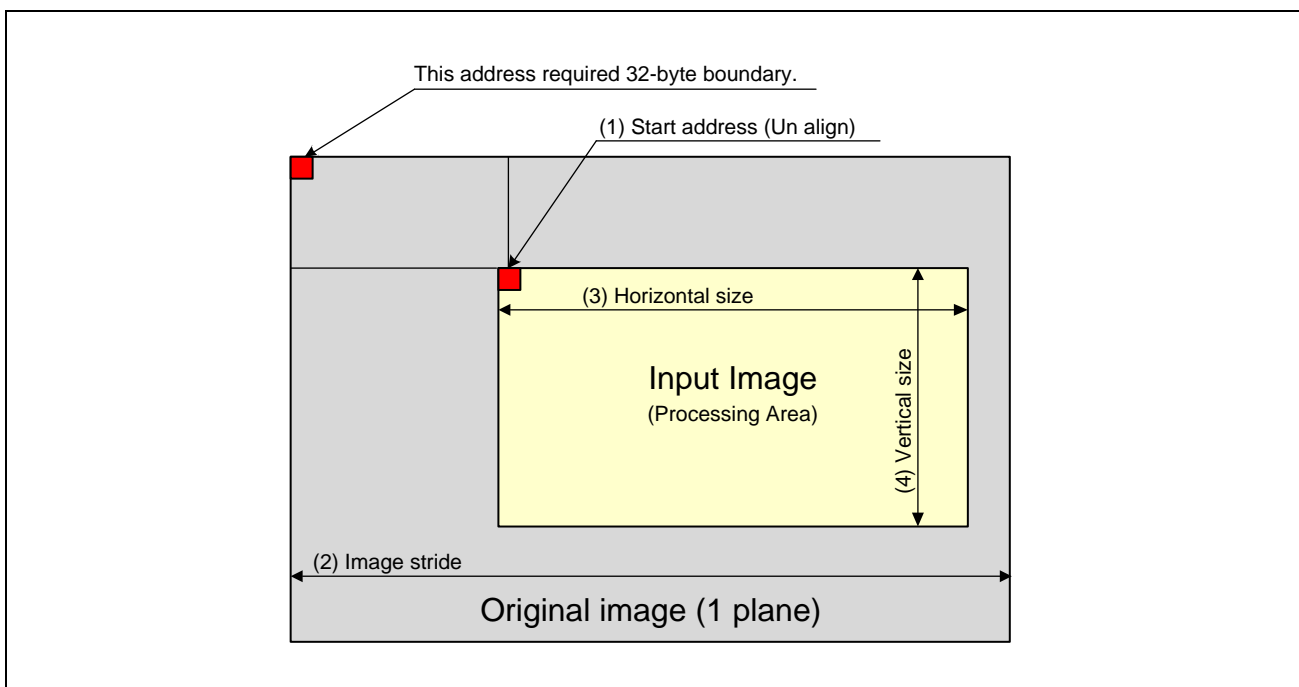 This address required 32-byte boundary.
(1) Start address (Un align)
(3) Horizontal size
Input Image
(Processing Area)
(4) Vertical size
(2) Image stride
Original image (1 plane)